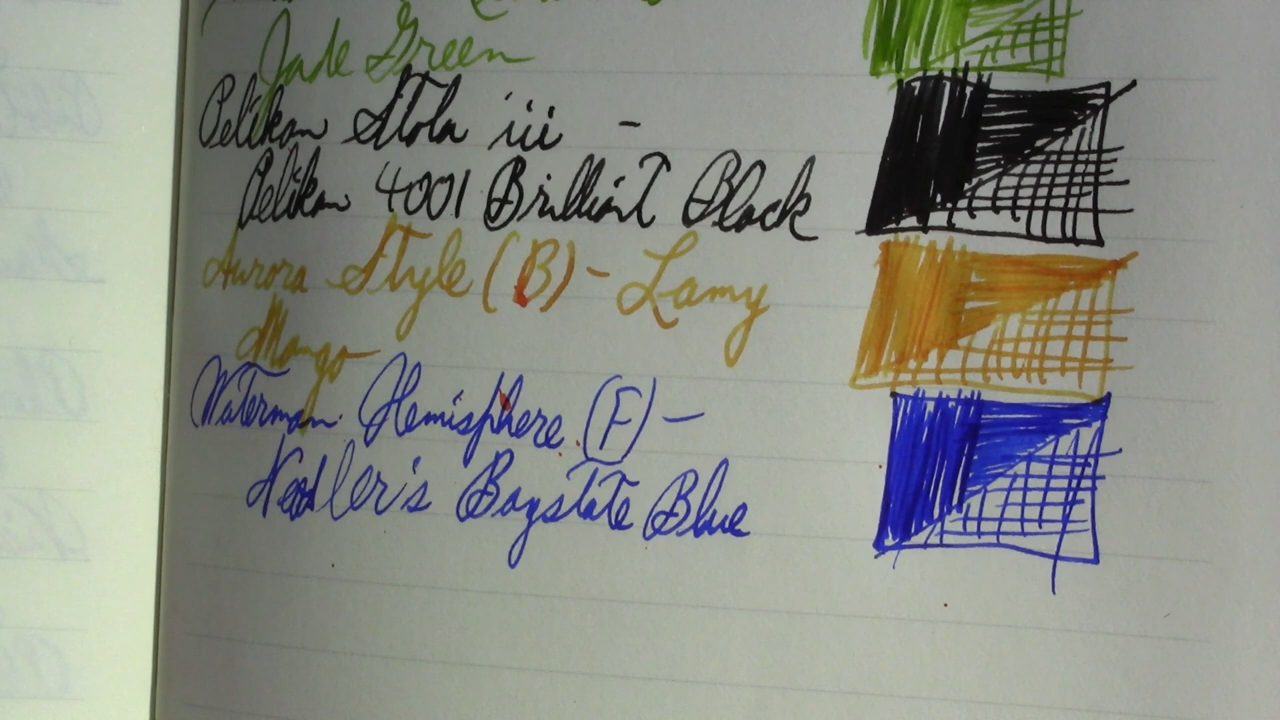 Jade Green
Pelikan Stola iii -
Pelikan 4001 Brilliant Black
Aurora Style (B) - Lamy
Mango
Waterman Hemisphere (F) -
Noodler's Baystate Blue